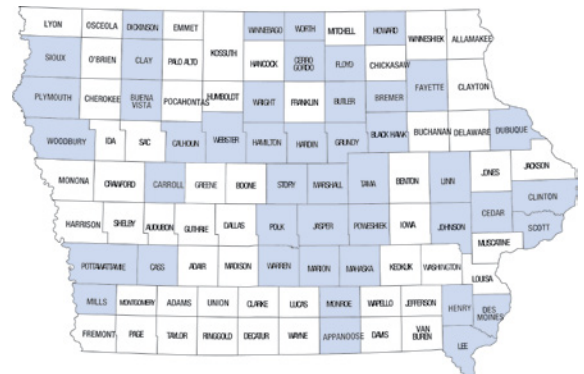 LYON
OSCEOLA
DICKINSON
EMMET
KOSSUTH
WINNEBAGO
WORTH
MITCHELL
HOWARD
WINNESHIEK
ALLAMAKEE
SIOUX
O'BRIEN
CLAY
PALO ALTO
HANCOCK
CERRO
GORDO
FLOYD
CHICKASAW
PLYMOUTH
CHEROKEE
BUENA
VISTA
POCAHONTAS
HUMBOLDT
WRIGHT
FRANKLIN
BUTLER
BREMER
FAYETTE
CLAYTON
WOODBURY
IDA
SAC
CALHOUN
WEBSTER
HAMILTON
HARDIN
GRUNDY
BLACK HAWK
BUCHANAN
DELAWARE
DUBUQUE
MONONA
CRAWFORD
CARROLL
GREENE
BOONE
STORY
MARSHALL
TAMA
BENTON
LINN
JONES
JACKSON
CLINTON
HARRISON
SHELBY
AUDUBON
GUTHRIE
DALLAS
POLK
JASPER
POWESHIEK
IOWA
JOHNSON
CEDAR
SCOTT
MUSCATINE
POTTAWATTAMIE
CASS
ADAIR
MADISON
WARREN
MARION
MAHASKA
KEOKUK
WASHINGTON
LOUISA
MILLS
MONTGOMERY
ADAMS
UNION
CLARKE
LUCAS
MONROE
WAPELLO
JEFFERSON
HENRY
DES
MOINES
FREMONT
PAGE
TAYLOR
RINGGOLD
DECATUR
WAYNE
APPANOOSE
DAVIS
VAN
BUREN
LEE